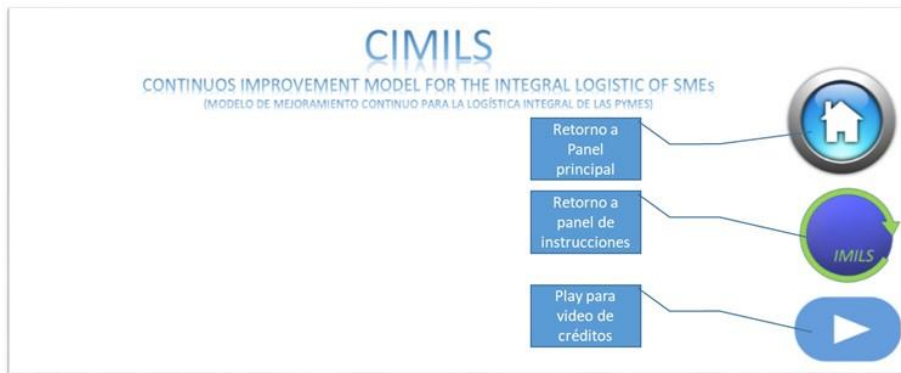 CIMILS
CONTINUOS IMPROVEMENT MODEL FOR THE INTEGRAL LOGISTIC OF SMEs
(MODELO DE MEJORAMIENTO CONTINUO PARA LA LOGÍSTICA INTEGRAL DE LAS PYMES)
Retorno a
Panel
principal
Retorno a
panel de
instrucciones
IMILS
Play para
video de
créditos